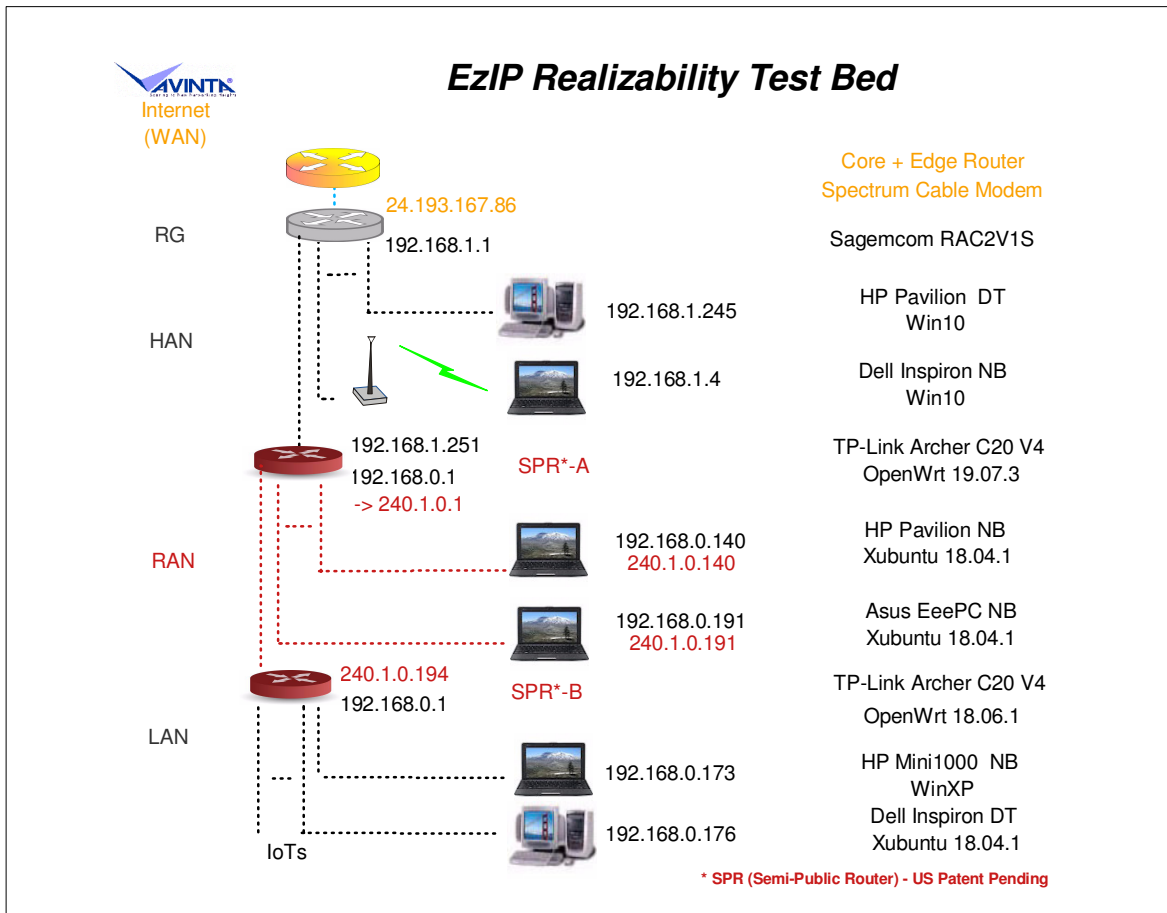 AVINTA®
EzIP Realizability Test Bed
Internet
(WAN)
Core + Edge Router
Spectrum Cable Modem
24.193.167.86
RG
192.168.1.1
Sagemcom RAC2V1S
HAN
192.168.1.245
HP Pavilion DT
Win10
192.168.1.4
Dell Inspiron NB
Win10
192.168.1.251
192.168.0.1
-> 240.1.0.1
SPR*-A
TP-Link Archer C20 V4
OpenWrt 19.07.3
RAN
192.168.0.140
240.1.0.140
HP Pavilion NB
Xubuntu 18.04.1
192.168.0.191
240.1.0.191
Asus EeePC NB
Xubuntu 18.04.1
240.1.0.194
192.168.0.1
SPR*-B
TP-Link Archer C20 V4
OpenWrt 18.06.1
LAN
192.168.0.173
HP Mini1000 NB
WinXP
192.168.0.176
Dell Inspiron DT
Xubuntu 18.04.1
IoTs
* SPR (Semi-Public Router) - US Patent Pending